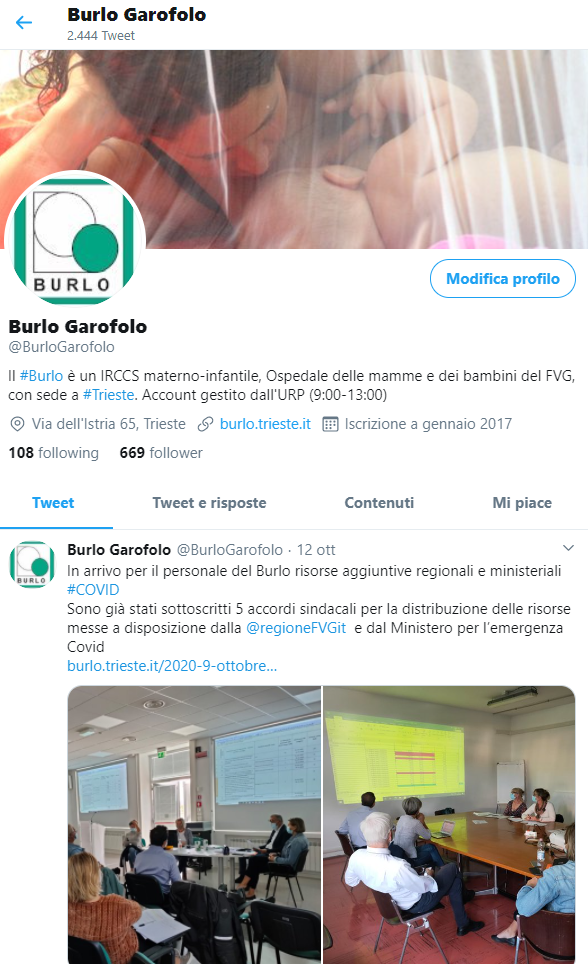 Burlo Garofolo
2.444 Tweet
BURLO
Modifica profilo
Burlo Garofolo
@BurloGarofolo
Il #Burlo è un IRCCS materno-infantile, Ospedale delle mamme e dei bambini del FVG,
con sede a #Trieste. Account gestito dall'URP (9:00-13:00)
Via dell'Istria 65, Trieste burlo.trieste.it Iscrizione a gennaio 2017
108 following 669 follower
Tweet Tweet e risposte Contenuti Mi piace
Burlo Garofolo @BurloGarofolo · 12 ott
BURLO
In arrivo per il personale del Burlo risorse aggiuntive regionali e ministeriali
#COVID
Sono già stati sottoscritti 5 accordi sindacali per la distribuzione delle risorse
messe a disposizione dalla @regioneFVGit e dal Ministero per l'emergenza
Covid
burlo.trieste.it/2020-9-ottobre...